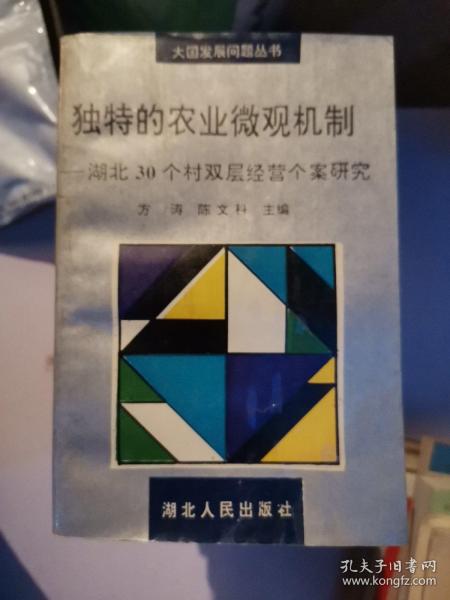 大国发展问题丛书
独特的农业微观机制
—湖北30个村双层经营个案研究
方 涛 陈文科 主编
湖北人民出版社
孔夫子旧书网
www.kongfz.com